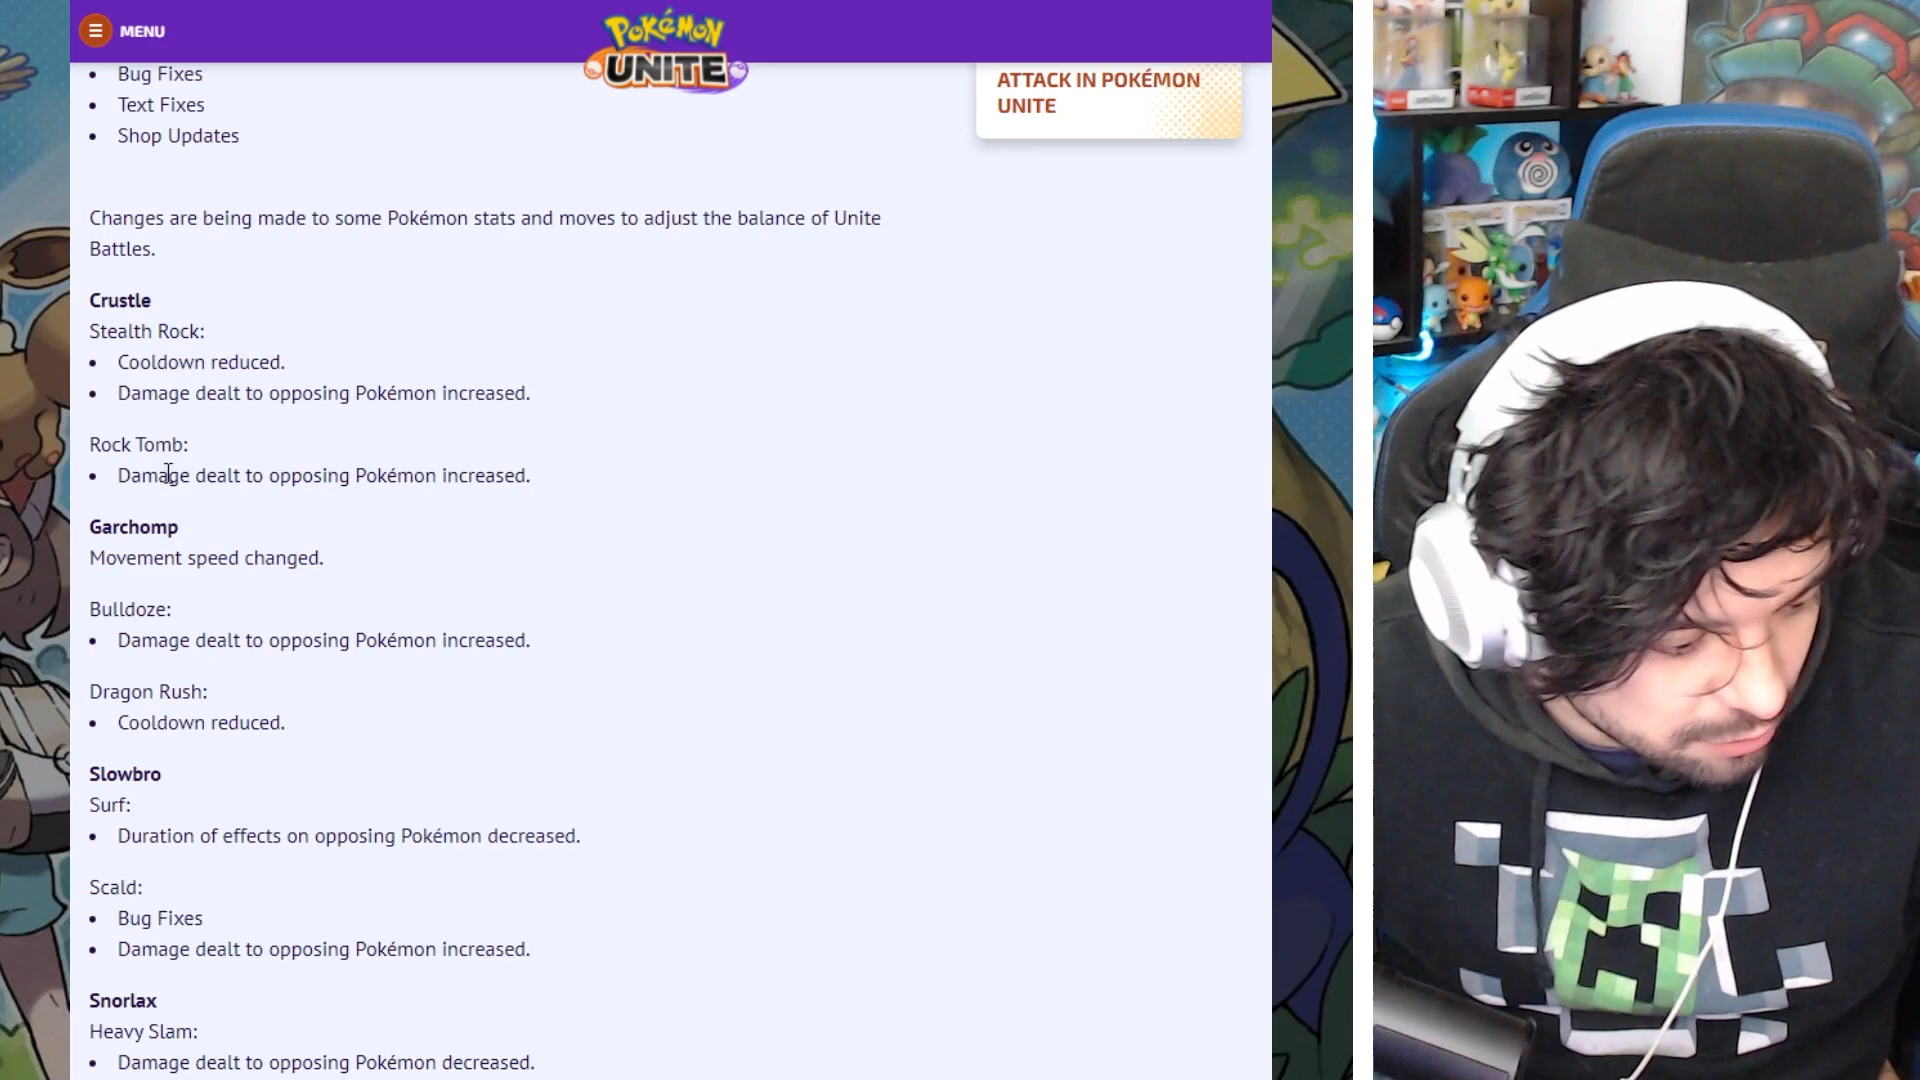 MENU
POKéMON
UNITE
Bug Fixes
Text Fixes
Shop Updates
ATTACK IN POKÉMON
UNITE
Changes are being made to some Pokémon stats and moves to adjust the balance of Unite
Battles.
Crustle
Stealth Rock:
Cooldown reduced.
Damage dealt to opposing Pokémon increased.
Rock Tomb:
Damage dealt to opposing Pokémon increased.
Garchomp
Movement speed changed.
Bulldoze:
Damage dealt to opposing Pokémon increased.
Dragon Rush:
Cooldown reduced.
Slowbro
Surf:
Duration of effects on opposing Pokémon decreased.
Scald:
Bug Fixes
Damage dealt to opposing Pokémon increased.
Snorlax
Heavy Slam:
Damage dealt to opposing Pokémon decreased.